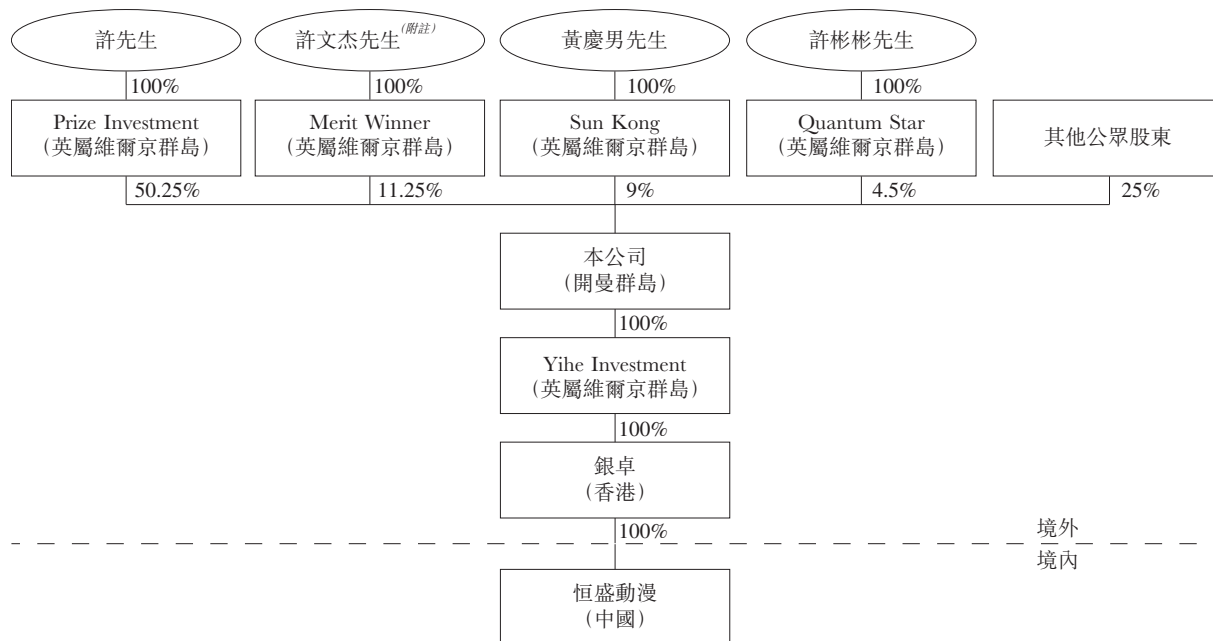 許先生
許文杰先生(附註)
黃慶男先生
許彬彬先生
100%
100%
100%
100%
Prize Investment
(英屬維爾京群島)
Merit Winner
(英屬維爾京群島)
Sun Kong
(英屬維爾京群島)
Quantum Star
(英屬維爾京群島)
其他公眾股東
50.25%
11.25%
9%
4.5%
25%
本公司
(開曼群島)
100%
Yihe Investment
(英屬維爾京群島)
100%
銀卓
(香港)
100%
境外
境內
恒盛動漫
(中國)